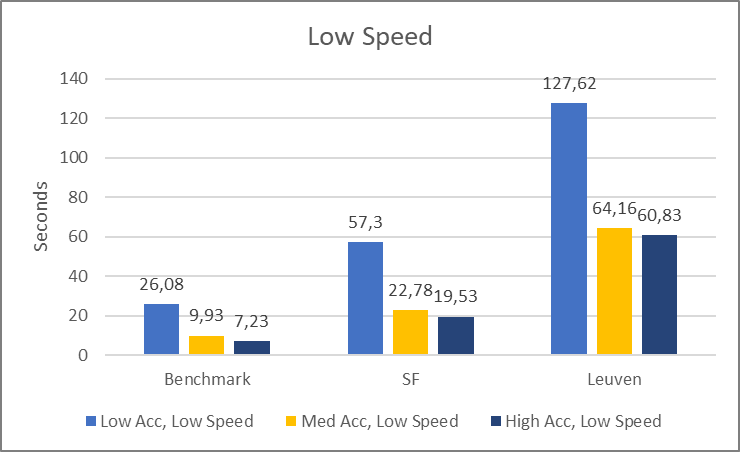 Low Speed
Seconds
140
120
100
80
60
40
20
0
26,08
9,93
7,23
57,3
22,78
19,53
127,62
64,16
60,83
Benchmark
SF
Leuven
Low Acc, Low Speed
Med Acc, Low Speed
High Acc, Low Speed